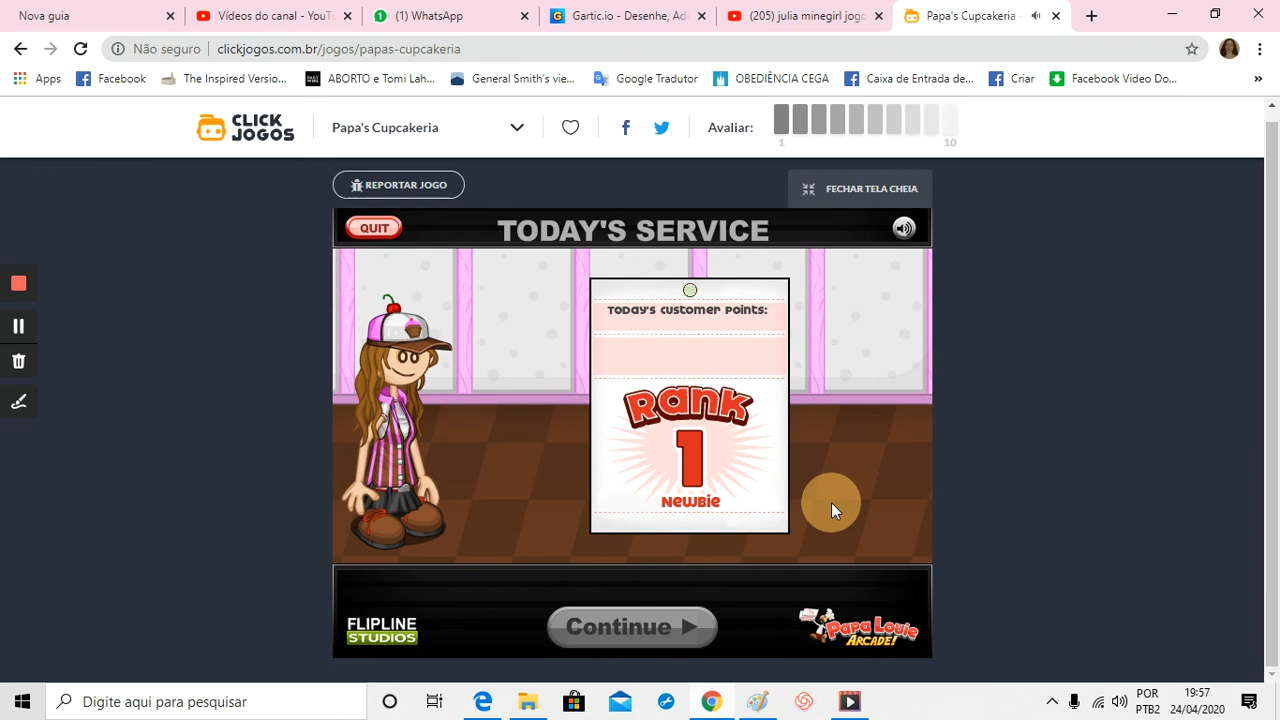 Nova guia
Vídeos do canal - YouTu
(1) WhatsApp
Gartic.io - Desenhe, Adi
(205) julia minegirl jogo
Papa's Cupcakeria -
Não seguro
clickjogos.com.br/jogos/papas-cupcakeria
Apps
Facebook
The Inspired Versio...
ABORTO e Tomi Lah...
General Smith's vie...
Google Tradutor
OBEDIÊNCIA CEGA
Caixa de Entrada de...
Criar
Facebook Video Do...
»
CLICK
JOGOS
Papa's Cupcakeria
Avaliar:
1
10
REPORTAR JOGO
FECHAR TELA CHEIA
QUIT
TODAY'S SERVICE
Today's Customer Points:
Rank
1
Newbie
FLIPLINE
STUDIOS
Continue
Papa Louie
ARCADE!
Digite aqui para pesquisar
POR
PTB2
19:57
24/04/2020